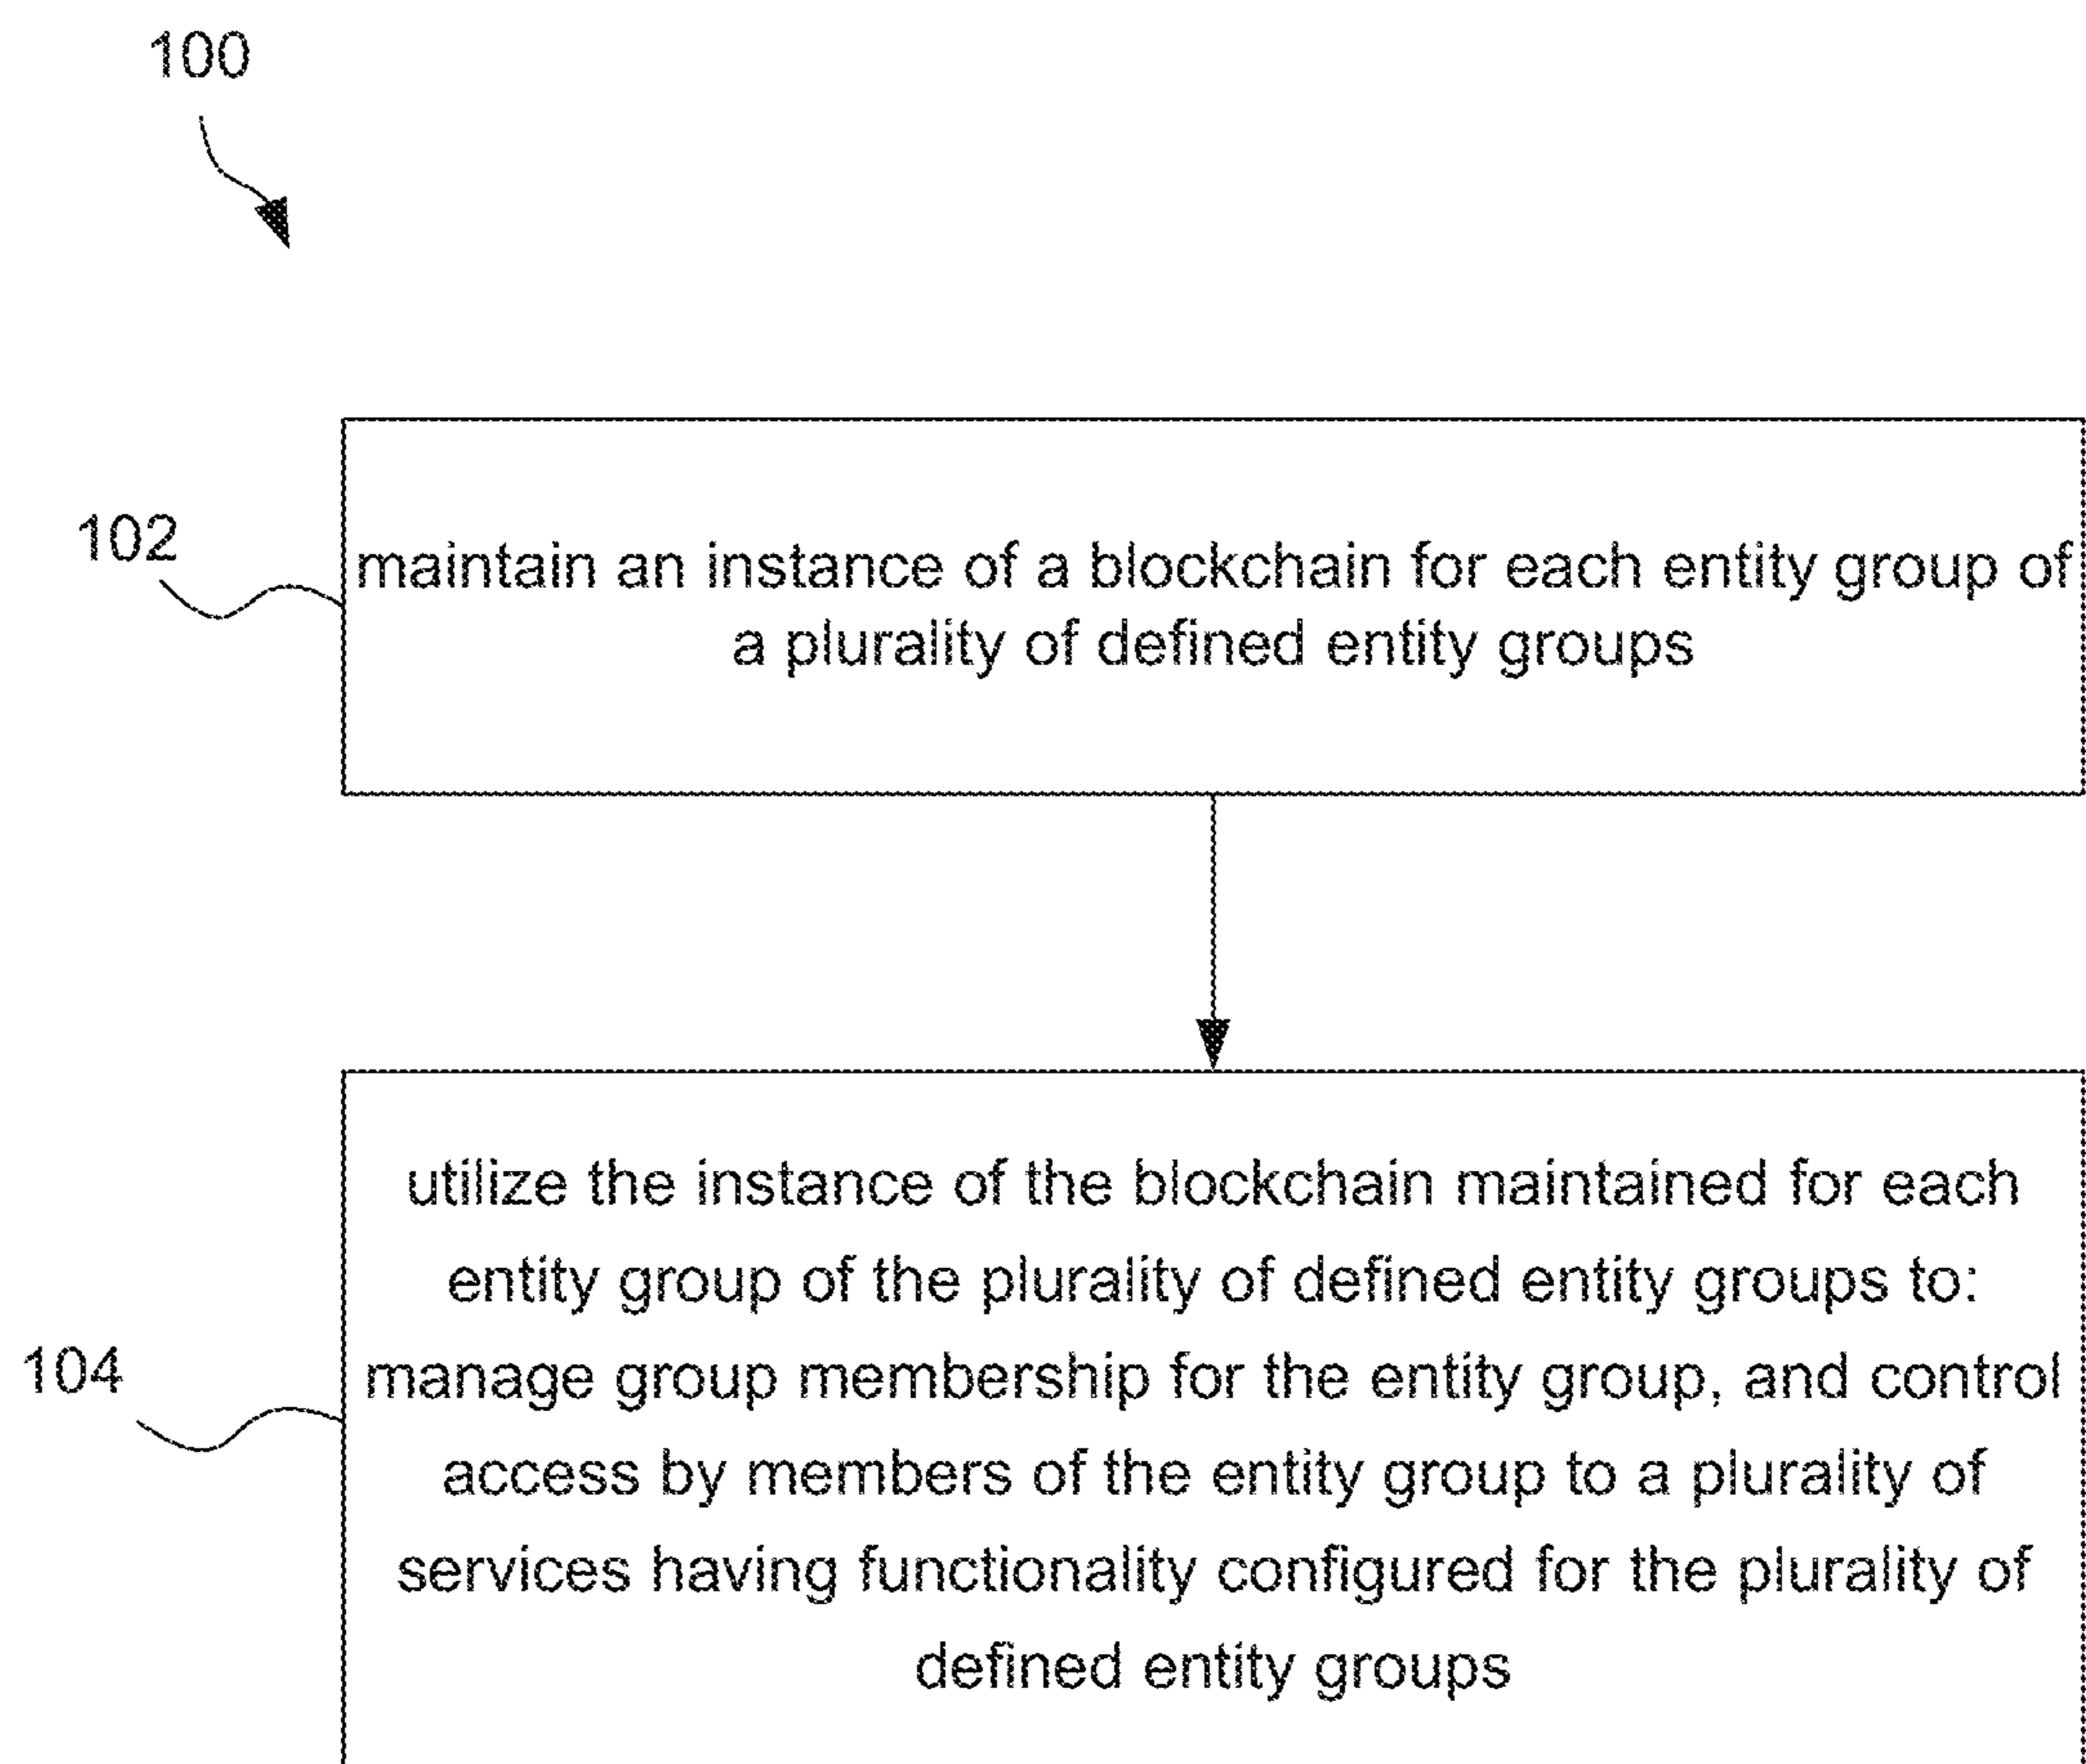 100
102
maintain an instance of a blockchain for each entity group of
a plurality of defined entity groups
utilize the instance of the blockchain maintained for each
entity group of the plurality of defined entity groups to:
104
manage group membership for the entity group, and control
access by members of the entity group to a plurality of
services having functionality configured for the plurality of
defined entity groups